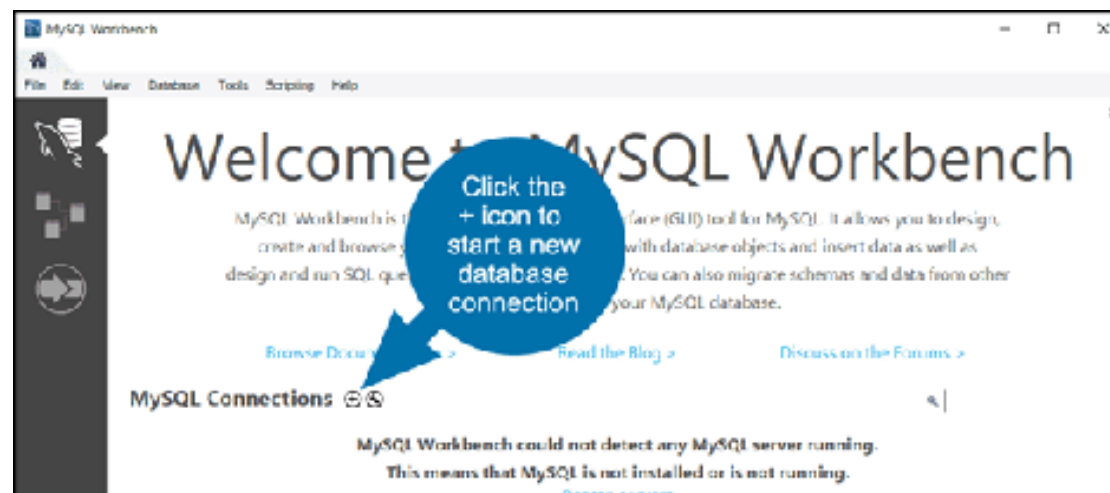 MySQL Workbench
File Edit View Database Tools Scripting Help
Welcome to MySQL Workbench
Click the
+ icon to
start a new
database
connection
MySQL Workbench is face (GUI) tool for MySQL. It allows you to design,
create and browse with database objects and insert data as well as
design and run SQL You can also migrate schemas and data from other
your MySQL database.
Browse > Read the Blog > Discuss on the Forums >
MySQL Connections
MySQL Workbench could not detect any MySQL server running.
This means that MySQL is not installed or is not running.